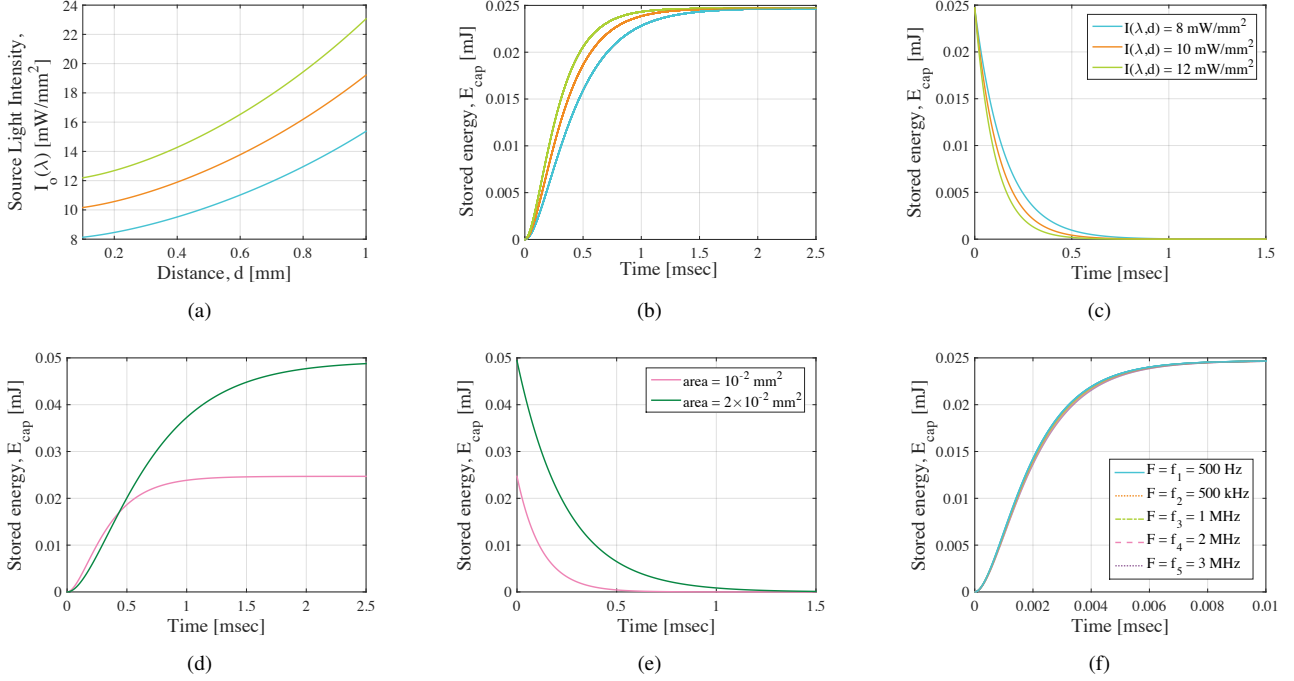 Source Light Intensity,
I_o(λ) [mW/mm²]
24
22
20
18
16
14
12
10
8
0.2 0.4 0.6 0.8 1
Distance, d [mm]
(a)
Stored energy, E_cap [mJ]
0.025
0.02
0.015
0.01
0.005
0
0 0.5 1 1.5 2 2.5
Time [msec]
(b)
Stored energy, E_cap [mJ]
0.025
0.02
0.015
0.01
0.005
0
I(λ,d) = 8 mW/mm²
I(λ,d) = 10 mW/mm²
I(λ,d) = 12 mW/mm²
0 0.5 1 1.5
Time [msec]
(c)
Stored energy, E_cap [mJ]
0.05
0.04
0.03
0.02
0.01
0
0 0.5 1 1.5 2 2.5
Time [msec]
(d)
Stored energy, E_cap [mJ]
0.05
0.04
0.03
0.02
0.01
0
area = 10⁻² mm²
area = 2×10⁻² mm²
0 0.5 1 1.5
Time [msec]
(e)
Stored energy, E_cap [mJ]
0.025
0.02
0.015
0.01
0.005
0
F = f_1 = 500 Hz
F = f_2 = 500 kHz
F = f_3 = 1 MHz
F = f_4 = 2 MHz
F = f_5 = 3 MHz
0 0.002 0.004 0.006 0.008 0.01
Time [msec]
(f)